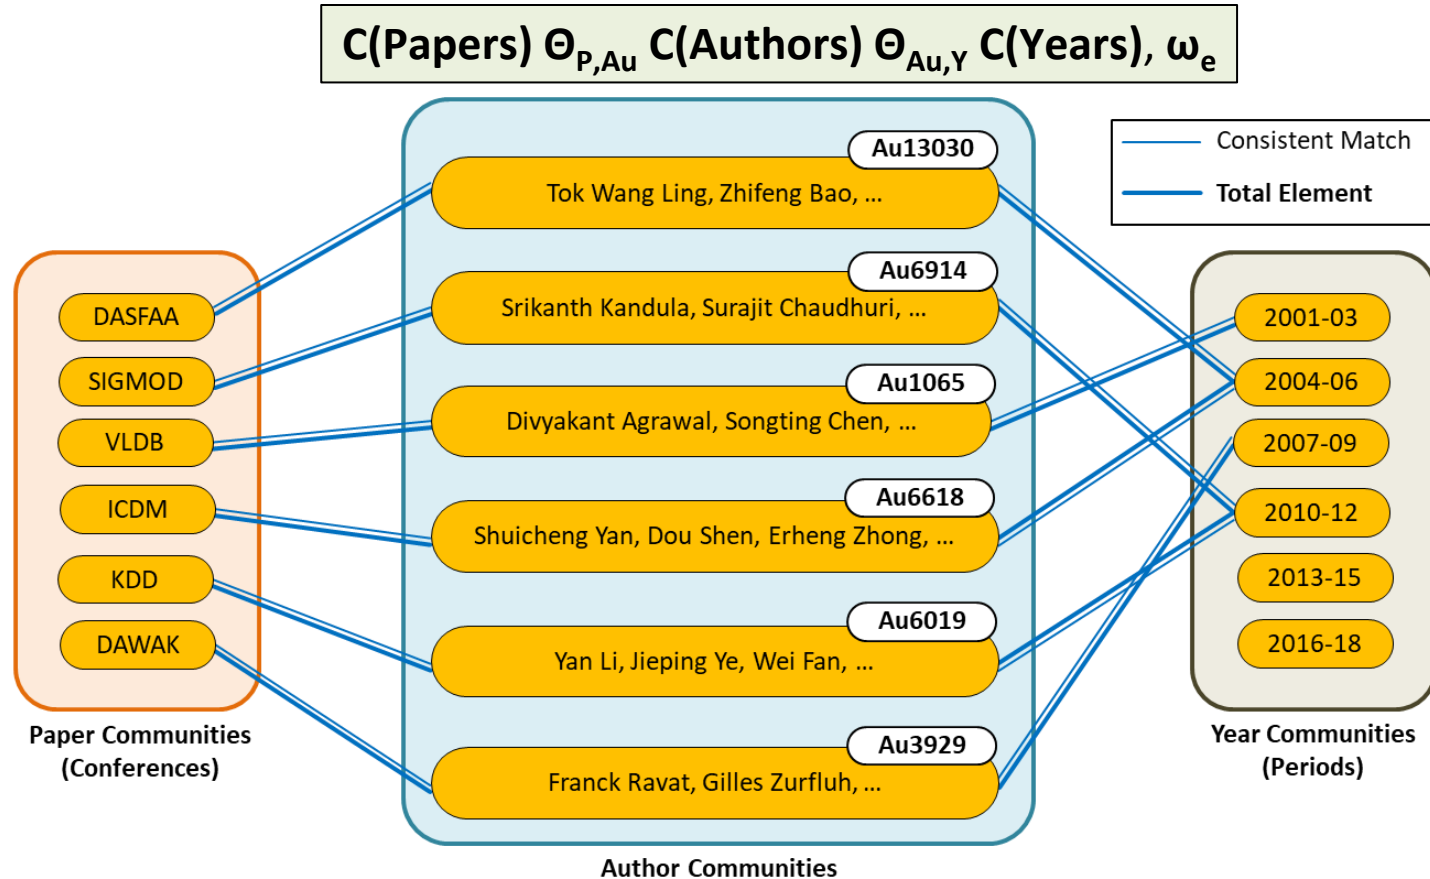 C(Papers) ΘP,Au C(Authors) ΘAu,Y C(Years), ωe
Consistent Match
Total Element
DASFAA
SIGMOD
VLDB
ICDM
KDD
DAWAK
Paper Communities
(Conferences)
Au13030
Tok Wang Ling, Zhifeng Bao, ...
Au6914
Srikanth Kandula, Surajit Chaudhuri, ...
Au1065
Divyakant Agrawal, Songting Chen, ...
Au6618
Shuicheng Yan, Dou Shen, Erheng Zhong, ...
Au6019
Yan Li, Jieping Ye, Wei Fan, ...
Au3929
Franck Ravat, Gilles Zurfluh, ...
Author Communities
2001-03
2004-06
2007-09
2010-12
2013-15
2016-18
Year Communities
(Periods)